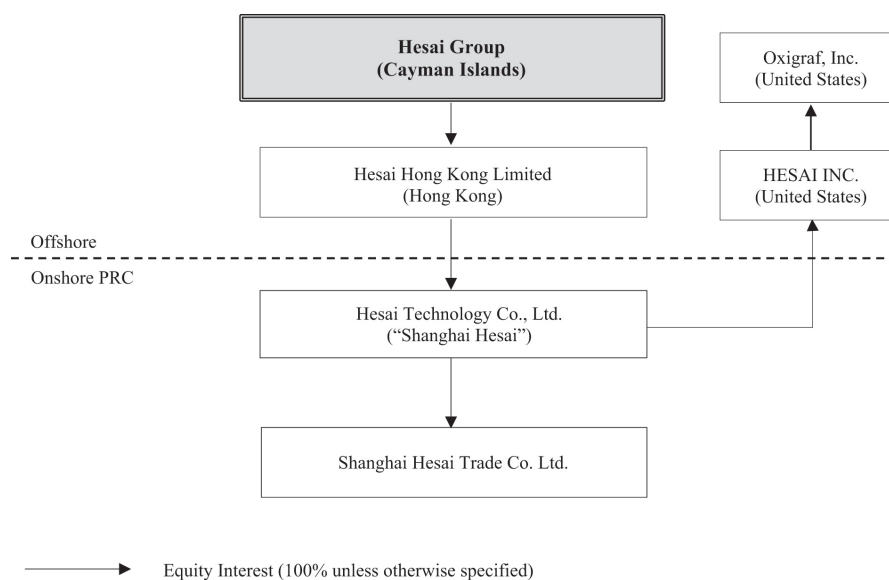 Hesai Group
(Cayman Islands)
Oxigraf, Inc.
(United States)
Hesai Hong Kong Limited
(Hong Kong)
HESAI INC.
(United States)
Offshore
Onshore PRC
Hesai Technology Co., Ltd.
(“Shanghai Hesai”)
Shanghai Hesai Trade Co. Ltd.
Equity Interest (100% unless otherwise specified)